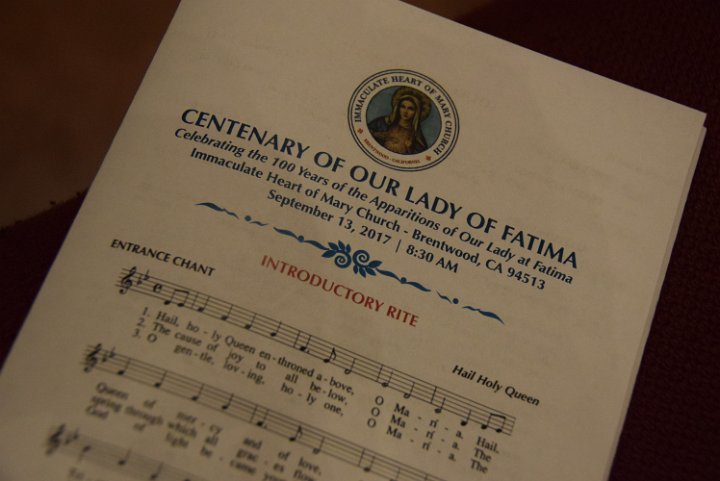 IMMACULATE HEART OF MARY CHURCH
BRENTWOOD, CALIFORNIA
CENTENARY OF OUR LADY OF FATIMA
Celebrating the 100 Years of the Apparitions of Our Lady at Fatima
Immaculate Heart of Mary Church - Brentwood, CA 94513
September 13, 2017 | 8:30 AM
INTRODUCTORY RITE
ENTRANCE CHANT
Hail Holy Queen
1. Hail, ho - ly Queen en - throned a - bove, O Ma - rí - a. Hail,
2. The cause of joy to all be - low, O Ma - rí - a. The
3. O gen - tle, lov - ing, ho - ly one, O Ma - rí - a. The
Queen of mer - cy and of love,
spring through which all grac - es flow,
God of light be - came your